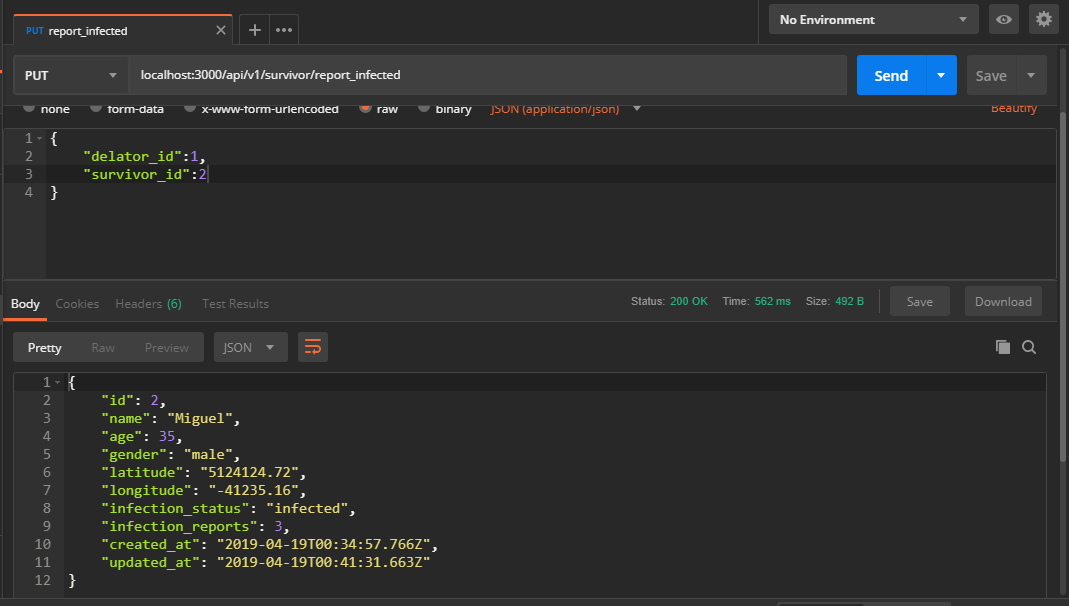 PUT report_infected
No Environment
PUT localhost:3000/api/v1/survivor/report_infected Send Save
none form-data x-www-form-urlencoded raw binary JSON (application/json) Beautify
1 {
2 "delator_id":1,
3 "survivor_id":2
4 }
Body Cookies Headers (6) Test Results Status: 200 OK Time: 562 ms Size: 492 B Save Download
Pretty Raw Preview JSON
1 {
2 "id": 2,
3 "name": "Miguel",
4 "age": 35,
5 "gender": "male",
6 "latitude": "5124124.72",
7 "longitude": "-41235.16",
8 "infection_status": "infected",
9 "infection_reports": 3,
10 "created_at": "2019-04-19T00:34:57.766Z",
11 "updated_at": "2019-04-19T00:41:31.663Z"
12 }